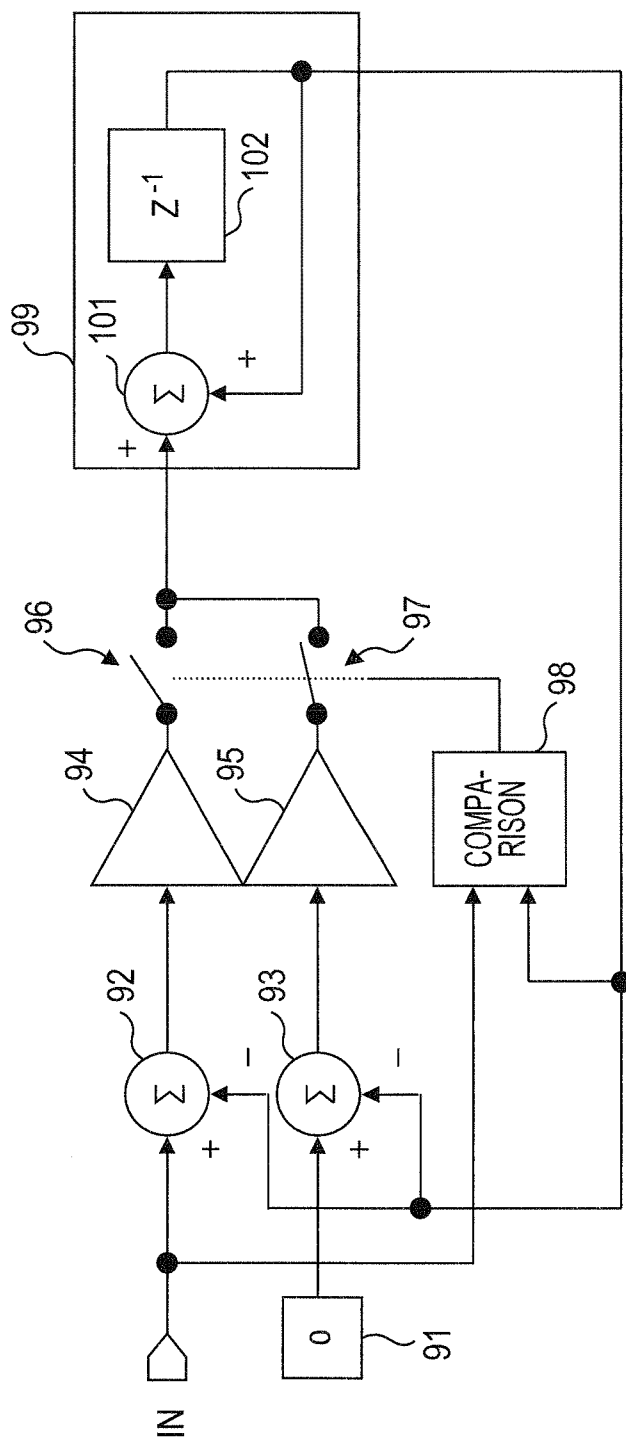 99
101
102
Z-1
Σ
+
+
96
97
94
95
98
COMPA-
RISON
92
93
Σ
Σ
+
−
+
−
IN
0
91